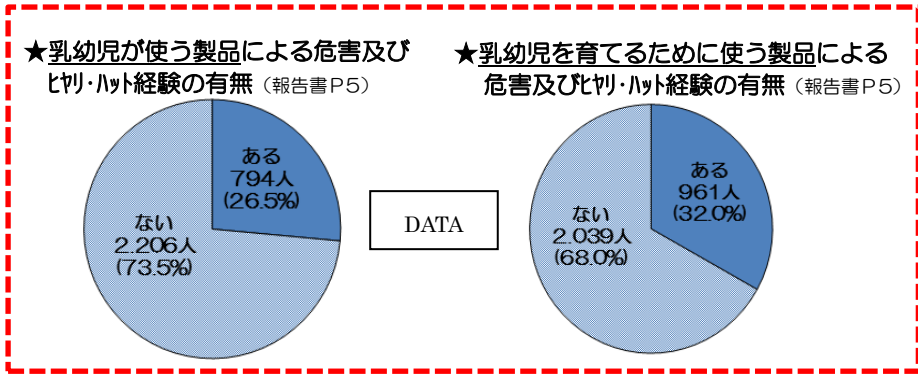 ★乳幼児が使う製品による危害及び
ﾋﾔﾘ･ﾊｯﾄ経験の有無（報告書Ｐ５）
ある
794人
(26.5%)
ない
2.206人
(73.5%)
DATA
★乳幼児を育てるために使う製品による
危害及びﾋﾔﾘ･ﾊｯﾄ経験の有無（報告書Ｐ５）
ある
961人
(32.0%)
ない
2.039人
(68.0%)